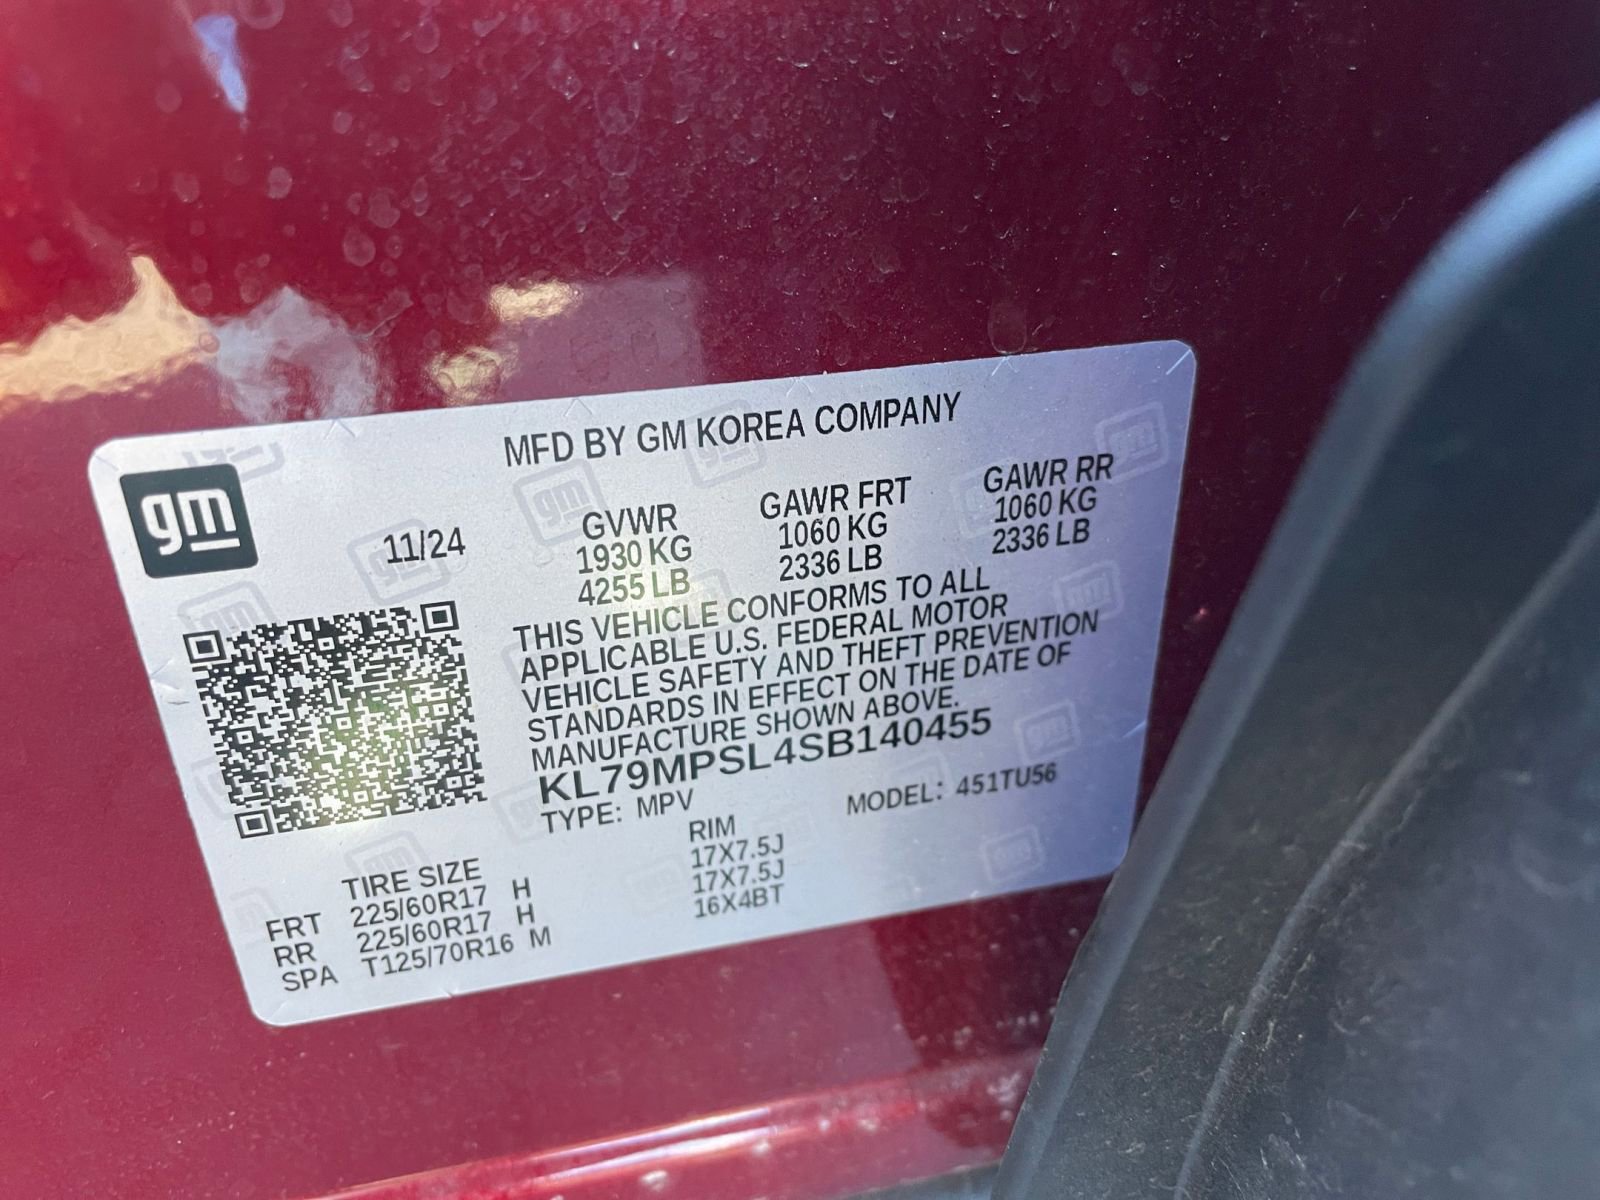 MFD BY GM KOREA COMPANY
gm
11/24
GVWR GAWR FRT GAWR RR
1930 KG 1060 KG 1060 KG
4255 LB 2336 LB 2336 LB
THIS VEHICLE CONFORMS TO ALL
APPLICABLE U.S. FEDERAL MOTOR
VEHICLE SAFETY AND THEFT PREVENTION
STANDARDS IN EFFECT ON THE DATE OF
MANUFACTURE SHOWN ABOVE.
KL79MPSL4SB140455
TYPE: MPV MODEL: 451TU56
TIRE SIZE RIM
FRT 225/60R17 H 17X7.5J
RR 225/60R17 H 17X7.5J
SPA T125/70R16 M 16X4BT